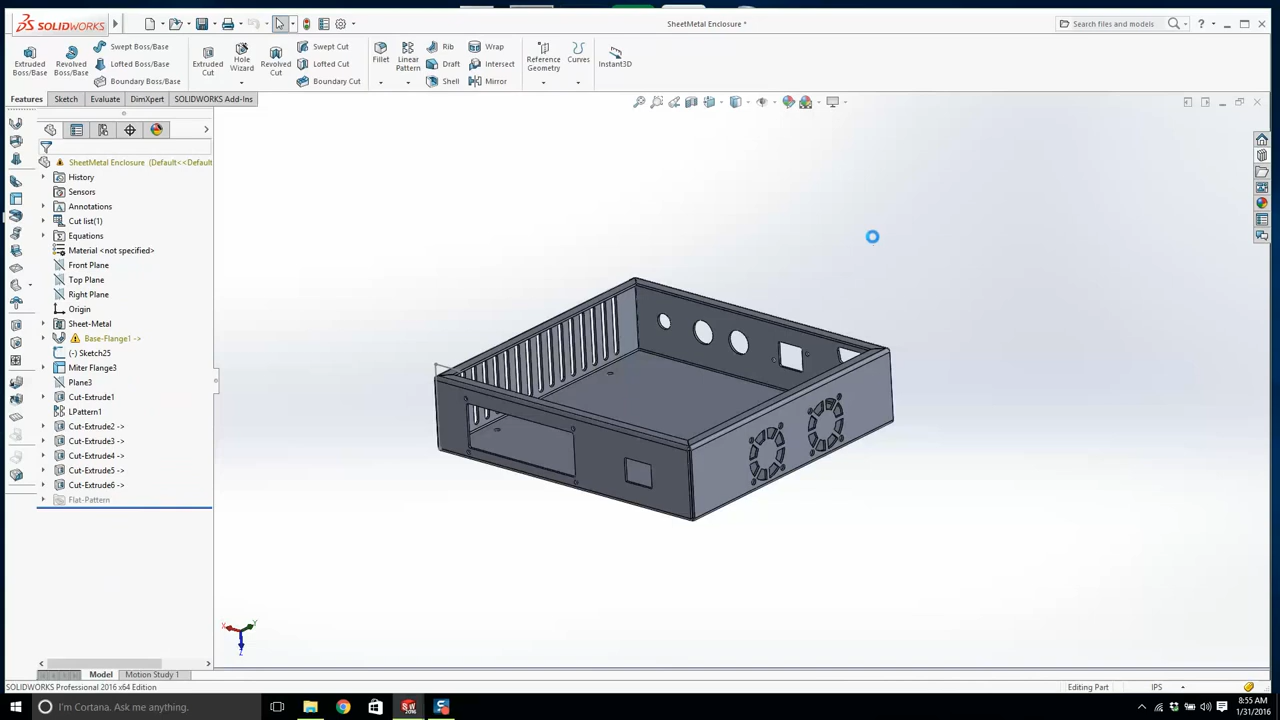 SOLIDWORKS
SheetMetal Enclosure *
Search files and models
Extruded Boss/Base
Revolved Boss/Base
Swept Boss/Base
Lofted Boss/Base
Boundary Boss/Base
Extruded Cut
Hole Wizard
Revolved Cut
Swept Cut
Lofted Cut
Boundary Cut
Fillet
Linear Pattern
Rib
Draft
Shell
Wrap
Intersect
Mirror
Reference Geometry
Curves
Instant3D
Features
Sketch
Evaluate
DimXpert
SOLIDWORKS Add-Ins
SheetMetal Enclosure (Default<<Default
History
Sensors
Annotations
Cut list(1)
Equations
Material <not specified>
Front Plane
Top Plane
Right Plane
Origin
Sheet-Metal
Base-Flange1 ->
(-) Sketch25
Miter Flange3
Plane3
Cut-Extrude1
LPattern1
Cut-Extrude2 ->
Cut-Extrude3 ->
Cut-Extrude4 ->
Cut-Extrude5 ->
Cut-Extrude6 ->
Flat-Pattern
X
Y
Z
Model
Motion Study 1
SOLIDWORKS Professional 2016 x64 Edition
Editing Part
IPS
I'm Cortana. Ask me anything.
8:55 AM
1/31/2016